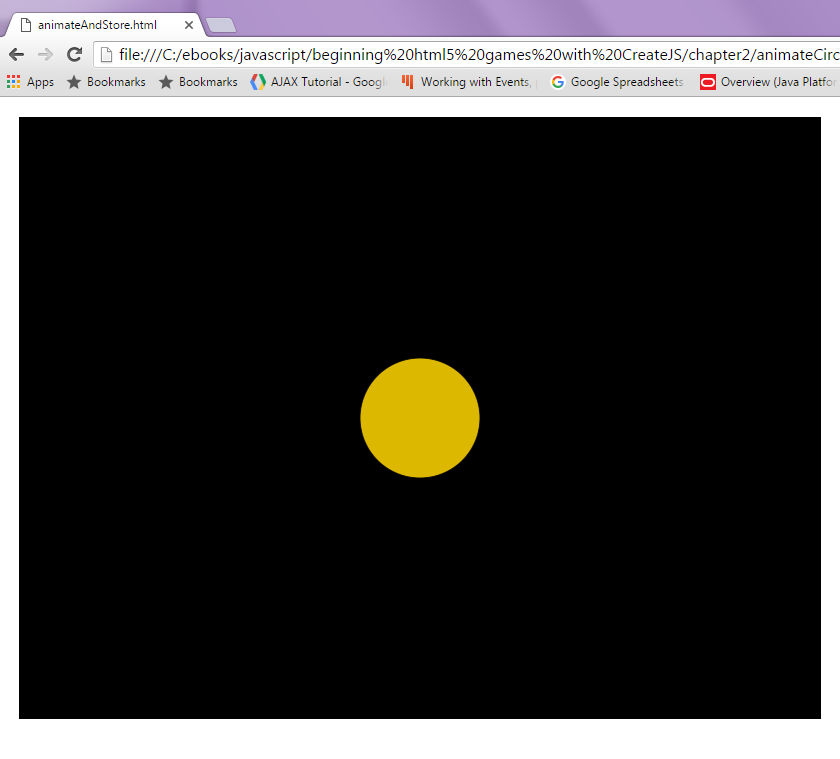 animateAndStore.html
file:///C:/ebooks/javascript/beginning%20html5%20games%20with%20CreateJS/chapter2/animateCirc
Apps Bookmarks Bookmarks AJAX Tutorial - Googl Working with Events, Google Spreadsheets Overview (Java Platfor